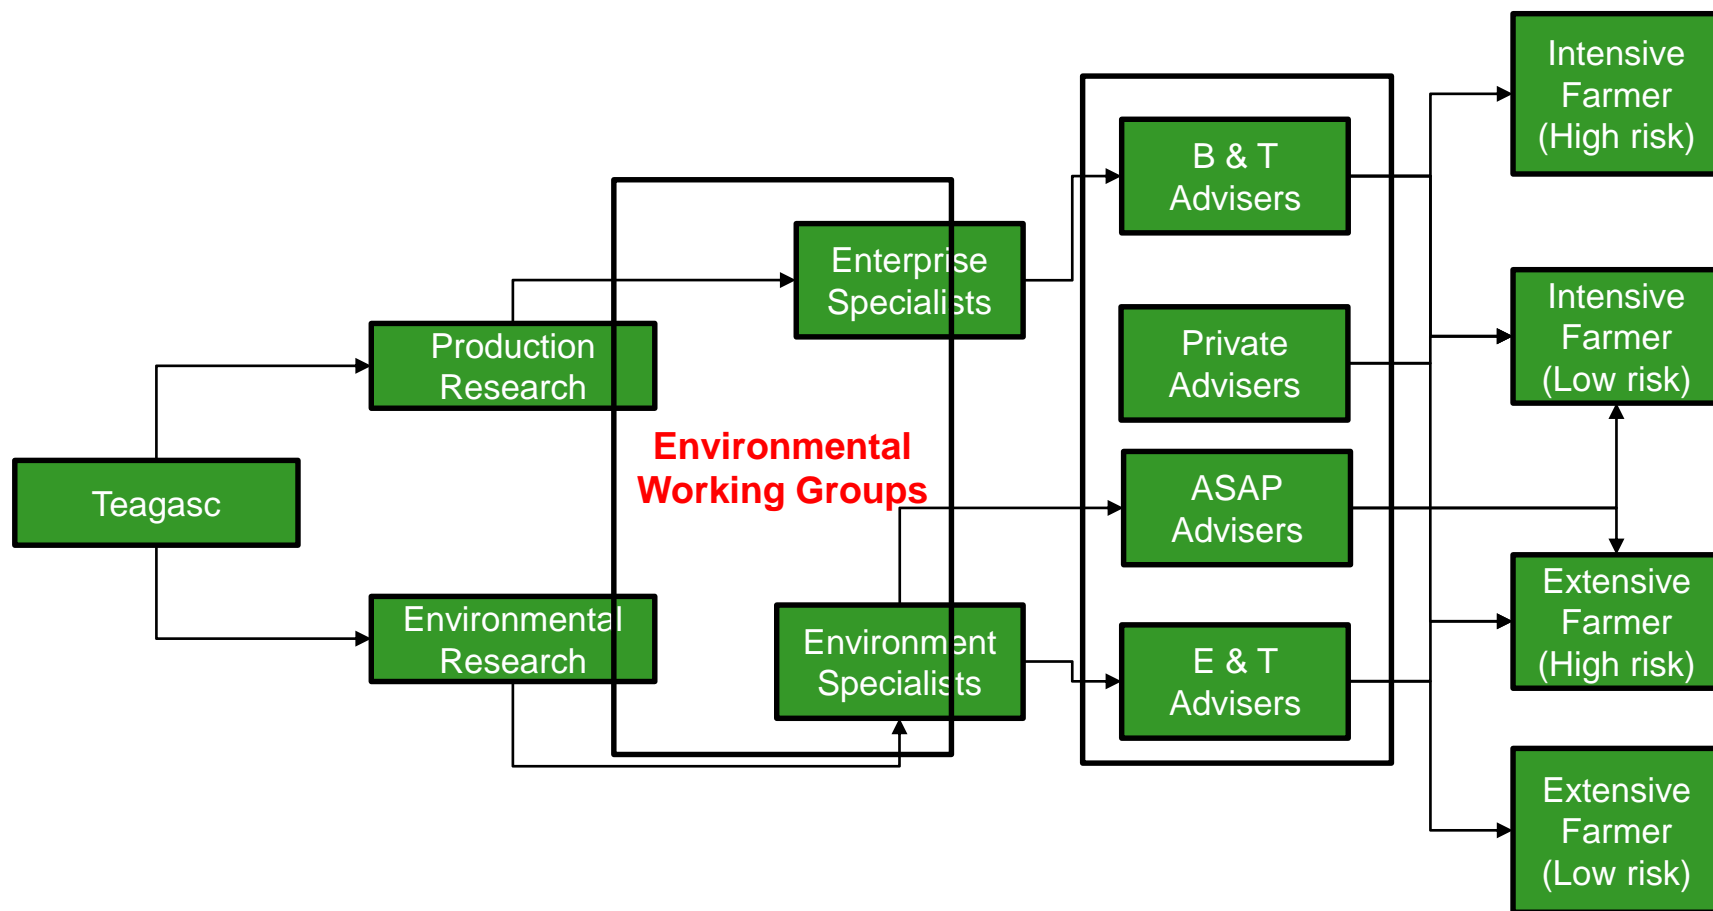 Teagasc
Production
Research
Environmental
Research
Enterprise
Specialists
Environmental
Working Groups
Environment
Specialists
B & T
Advisers
Private
Advisers
ASAP
Advisers
E & T
Advisers
Intensive
Farmer
(High risk)
Intensive
Farmer
(Low risk)
Extensive
Farmer
(High risk)
Extensive
Farmer
(Low risk)